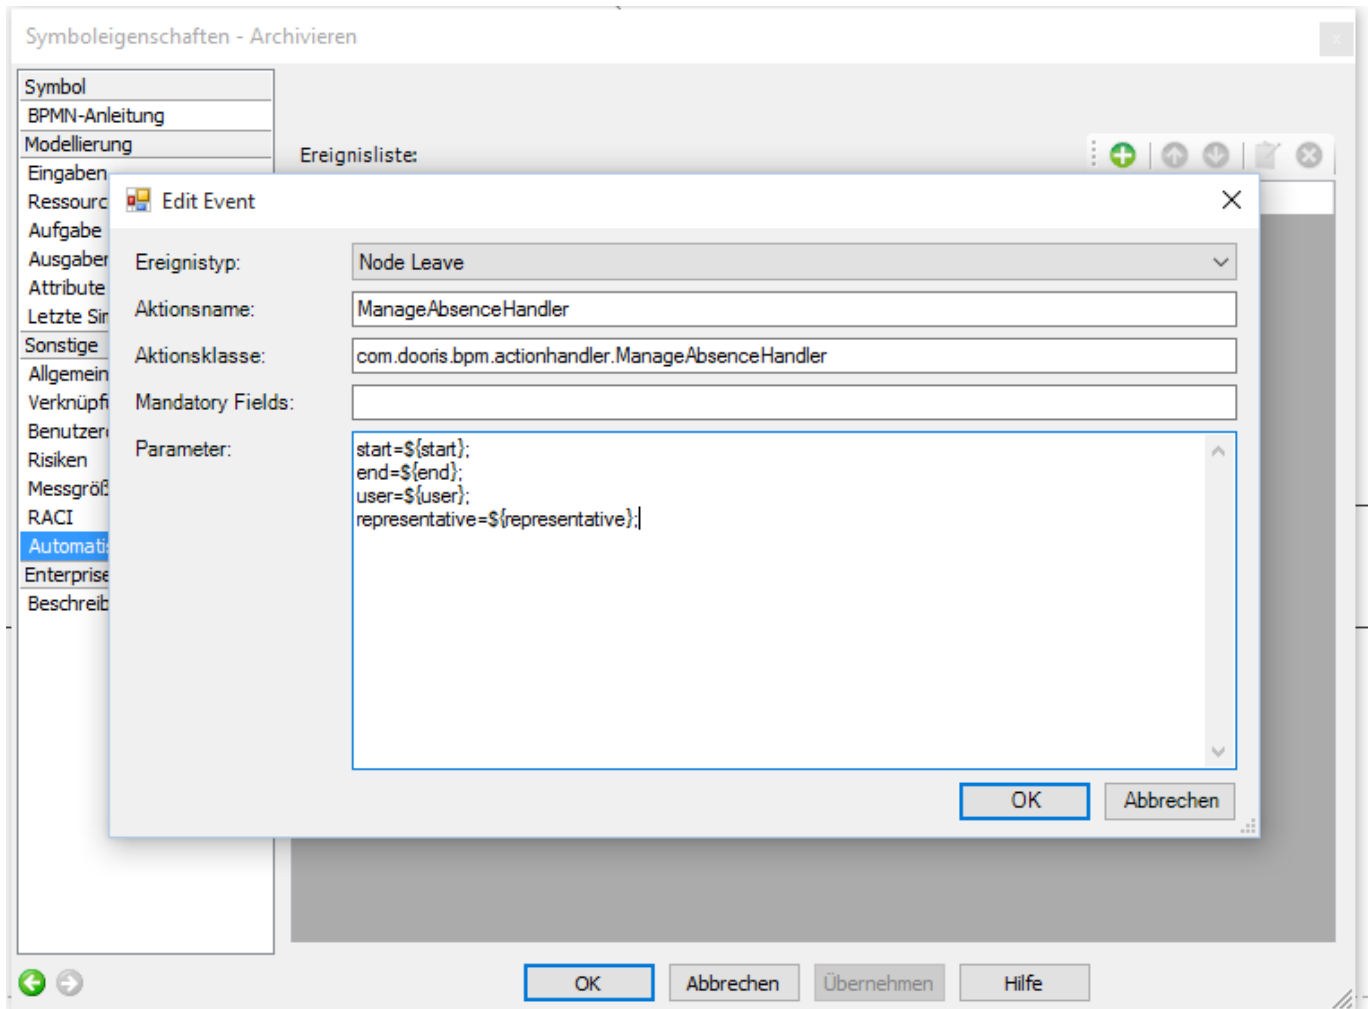 Symboleigenschaften - Archivieren
x
Symbol
BPMN-Anleitung
Modellierung
Eingaben
Ressourc
Aufgabe
Ausgaber
Attribute
Letzte Sir
Sonstige
Allgemein
Verknüpf
Benutzer
Risiken
Messgröß
RACI
Automatis
Enterprise
Beschreib
Ereignisliste:
Edit Event
Ereignistyp: Node Leave
Aktionsname: ManageAbsenceHandler
Aktionsklasse: com.dooris.bpm.actionhandler.ManageAbsenceHandler
Mandatory Fields:
Parameter: start=${start};
end=${end};
user=${user};
representative=${representative};
OK Abbrechen
OK Abbrechen Übernehmen Hilfe